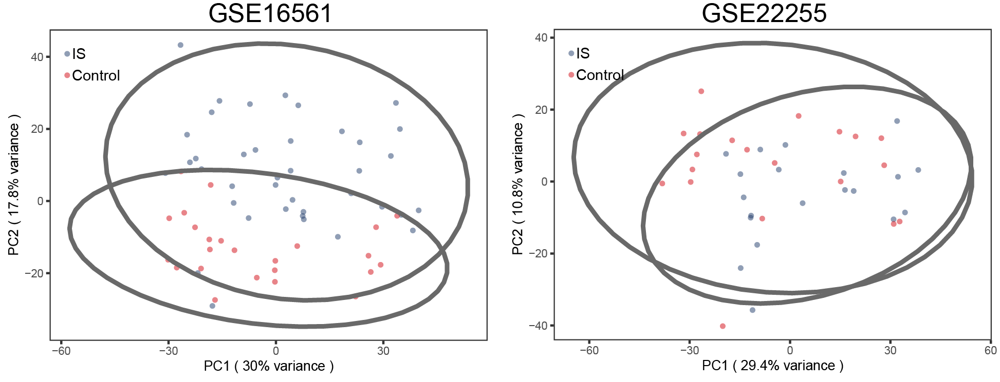 GSE16561
GSE22255
IS
Control
40
20
0
−20
−60
−30
0
30
PC1 ( 30% variance )
PC2 ( 17.8% variance )
IS
Control
40
20
0
−20
−40
−60
−30
0
30
60
PC1 ( 29.4% variance )
PC2 ( 10.8% variance )